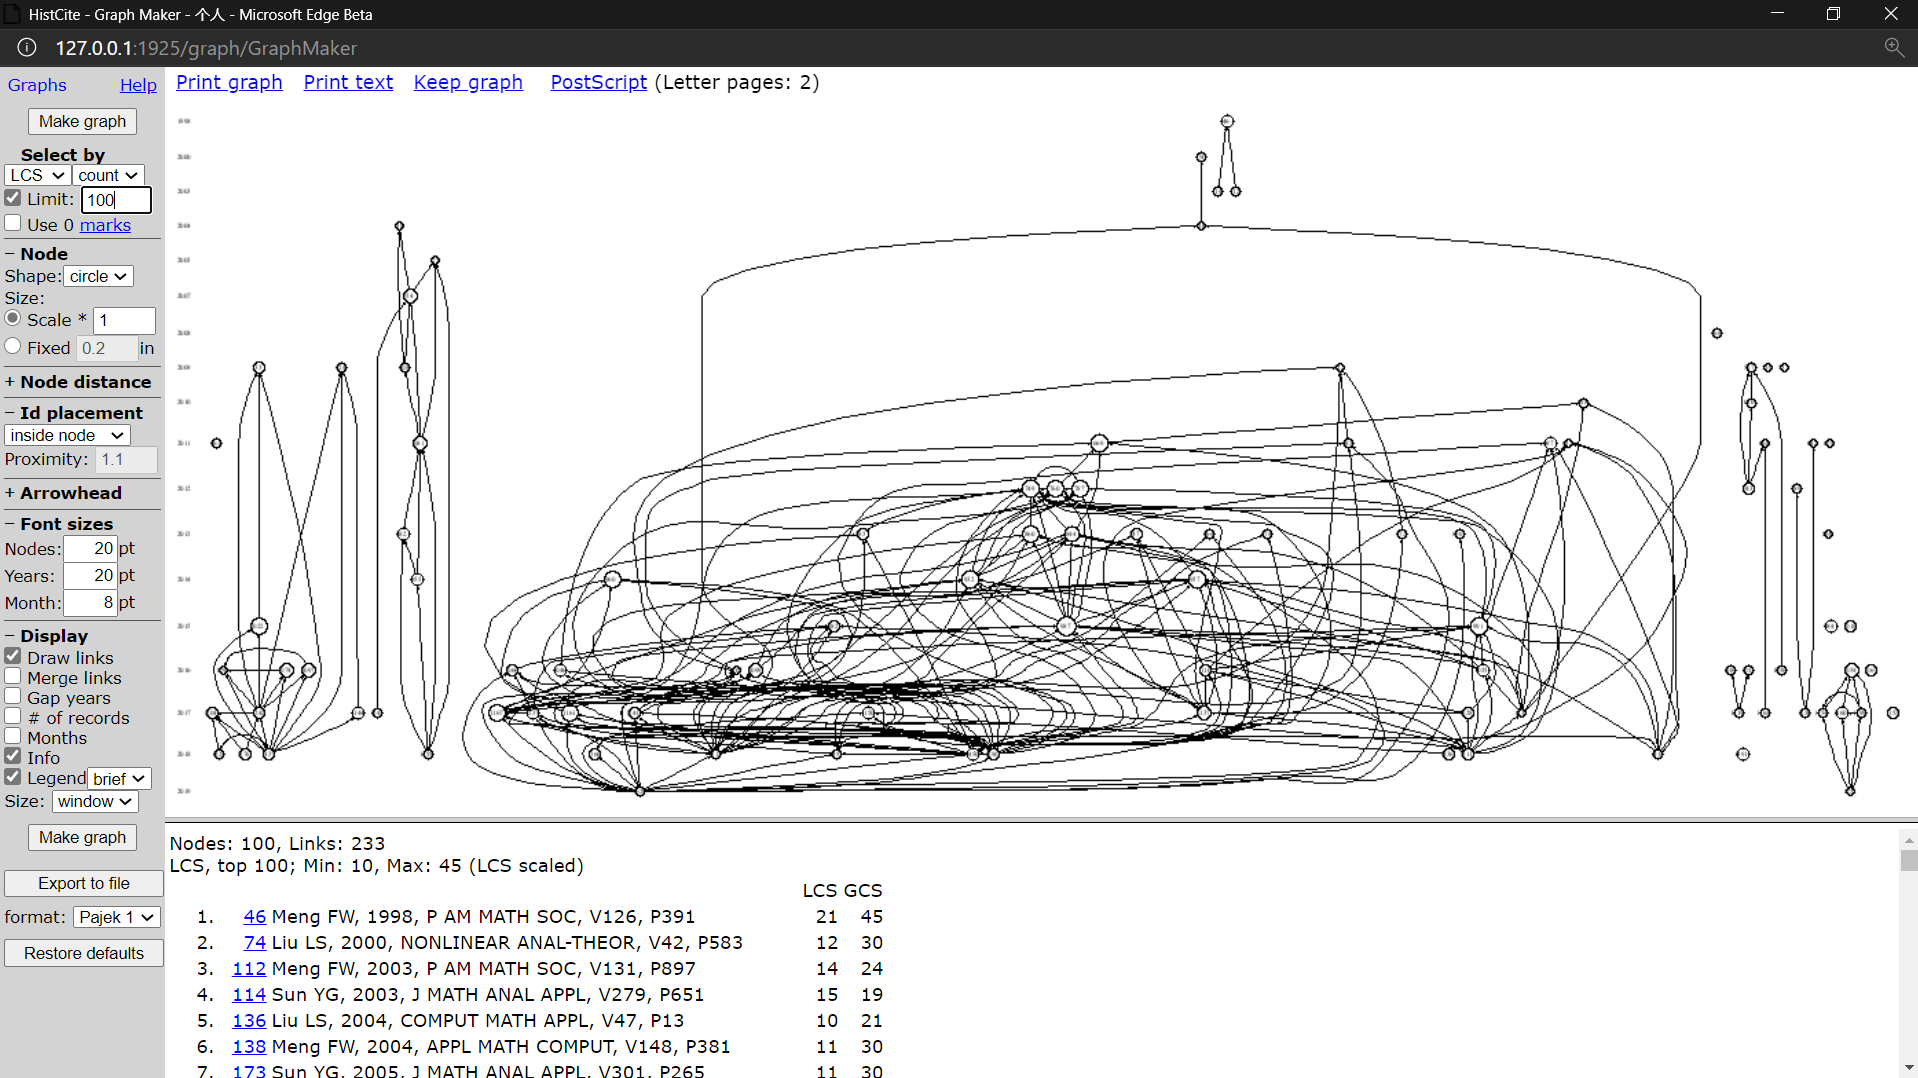 HistCite - Graph Maker - 个人 - Microsoft Edge Beta
127.0.0.1:1925/graph/GraphMaker
Graphs Help
Make graph
Select by
LCS count
Limit: 100
Use 0 marks
− Node
Shape: circle
Size:
Scale * 1
Fixed 0.2 in
+ Node distance
− Id placement
inside node
Proximity: 1.1
+ Arrowhead
− Font sizes
Nodes: 20 pt
Years: 20 pt
Month: 8 pt
− Display
Draw links
Merge links
Gap years
# of records
Months
Info
Legend brief
Size: window
Make graph
Export to file
format: Pajek 1
Restore defaults
Print graph Print text Keep graph PostScript (Letter pages: 2)
Nodes: 100, Links: 233
LCS, top 100; Min: 10, Max: 45 (LCS scaled)
LCS GCS
1. 46 Meng FW, 1998, P AM MATH SOC, V126, P391 21 45
2. 74 Liu LS, 2000, NONLINEAR ANAL-THEOR, V42, P583 12 30
3. 112 Meng FW, 2003, P AM MATH SOC, V131, P897 14 24
4. 114 Sun YG, 2003, J MATH ANAL APPL, V279, P651 15 19
5. 136 Liu LS, 2004, COMPUT MATH APPL, V47, P13 10 21
6. 138 Meng FW, 2004, APPL MATH COMPUT, V148, P381 11 30
7. 173 Sun YG, 2005, J MATH ANAL APPL, V301, P265 11 30